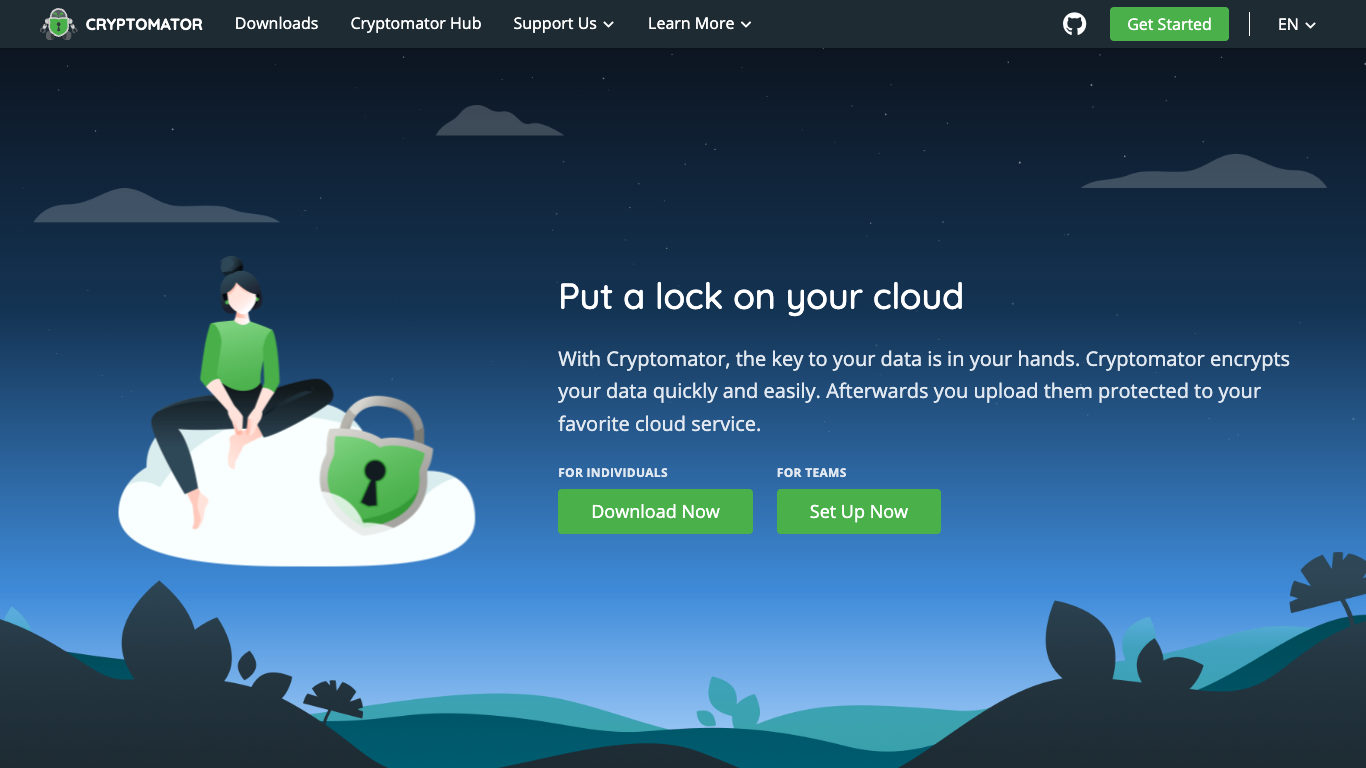 CRYPTOMATOR
Downloads
Cryptomator Hub
Support Us
Learn More
Get Started
EN
Put a lock on your cloud
With Cryptomator, the key to your data is in your hands. Cryptomator encrypts
your data quickly and easily. Afterwards you upload them protected to your
favorite cloud service.
FOR INDIVIDUALS
Download Now
FOR TEAMS
Set Up Now